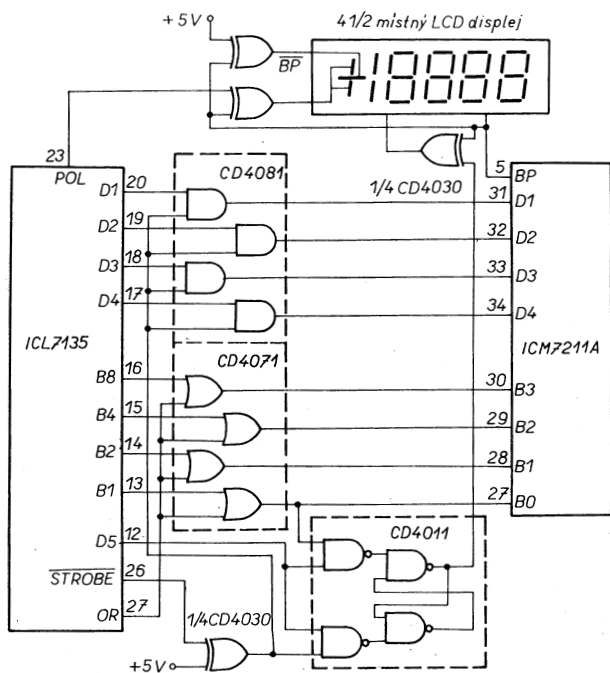 4 1/2 místný LCD displej
+5V
BP
23
POL
1/4 CD4030
CD4081
D1 20
D2 19
D3 18
D4 17
5 BP
31 D1
32 D2
33 D3
34 D4
ICL7135
ICM7211A
CD4071
B8 16
B4 15
B2 14
B1 13
30 B3
29 B2
28 B1
27 B0
D5 12
STROBE 26
OR 27
CD4011
1/4CD4030
+5V